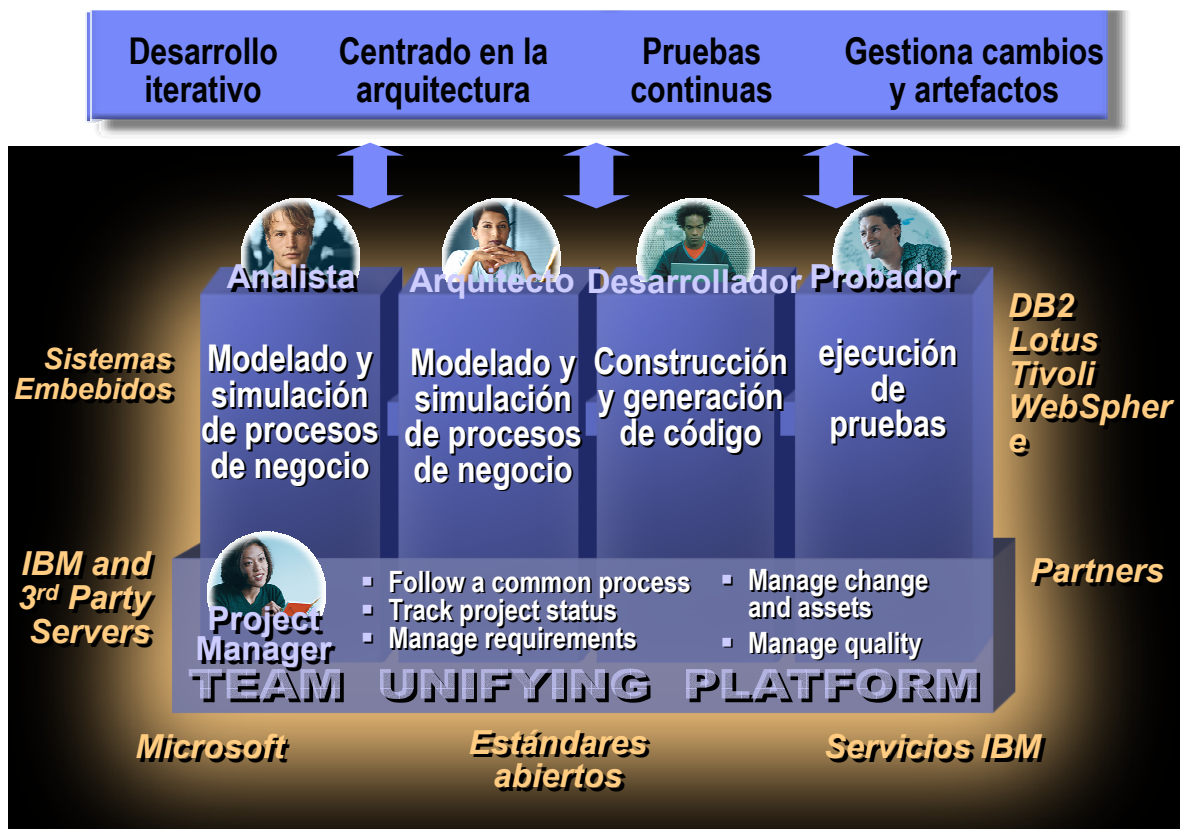 Desarrollo
iterativo
Centrado en la
arquitectura
Pruebas
continuas
Gestiona cambios
y artefactos
Analista
Arquitecto
Desarrollador
Probador
Modelado y
simulación
de procesos
de negocio
Modelado y
simulación
de procesos
de negocio
Construcción
y generación
de código
ejecución
de
pruebas
Sistemas
Embebidos
DB2
Lotus
Tivoli
WebSpher
e
IBM and
3rd Party
Servers
Partners
Project
Manager
▪ Follow a common process
▪ Track project status
▪ Manage requirements
▪ Manage change
and assets
▪ Manage quality
TEAM UNIFYING PLATFORM
Microsoft
Estándares
abiertos
Servicios IBM